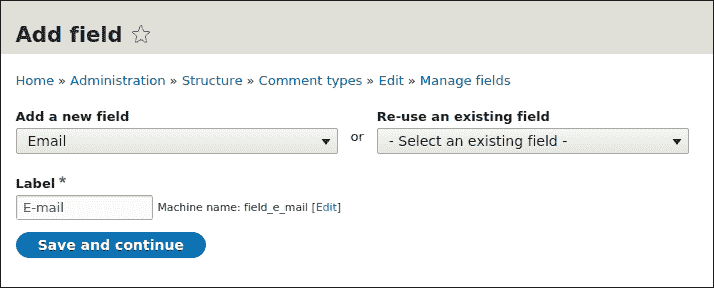 Add field
Home » Administration » Structure » Comment types » Edit » Manage fields
Add a new field
Re-use an existing field
Email
or
- Select an existing field -
Label *
E-mail
Machine name: field_e_mail [Edit]
Save and continue